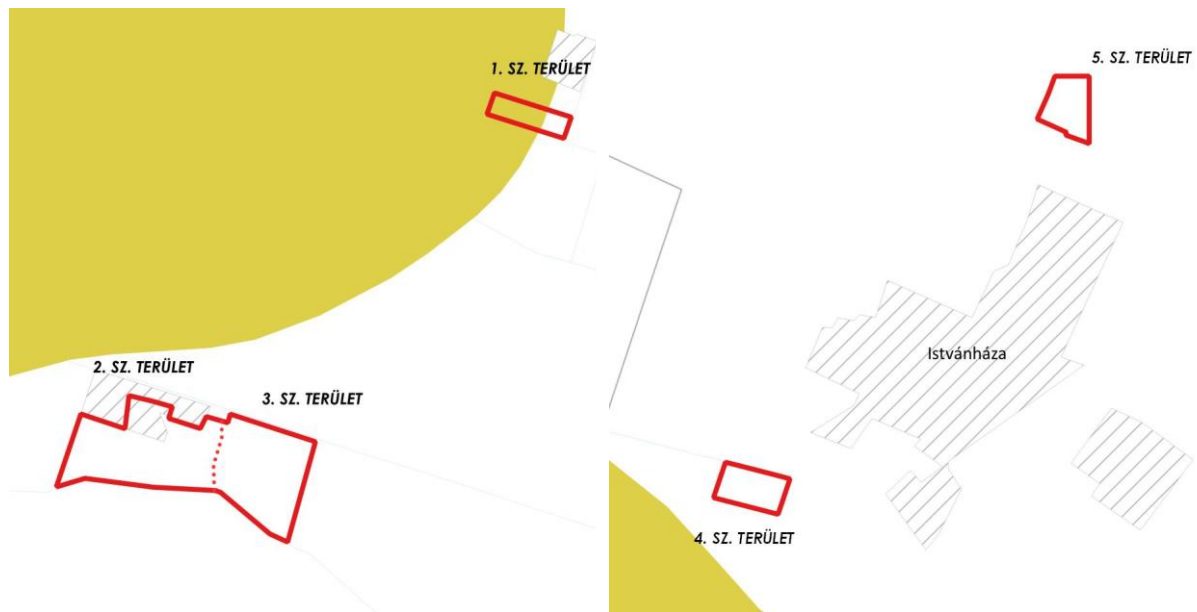 1. SZ. TERÜLET
2. SZ. TERÜLET
3. SZ. TERÜLET
5. SZ. TERÜLET
Istvánháza
4. SZ. TERÜLET